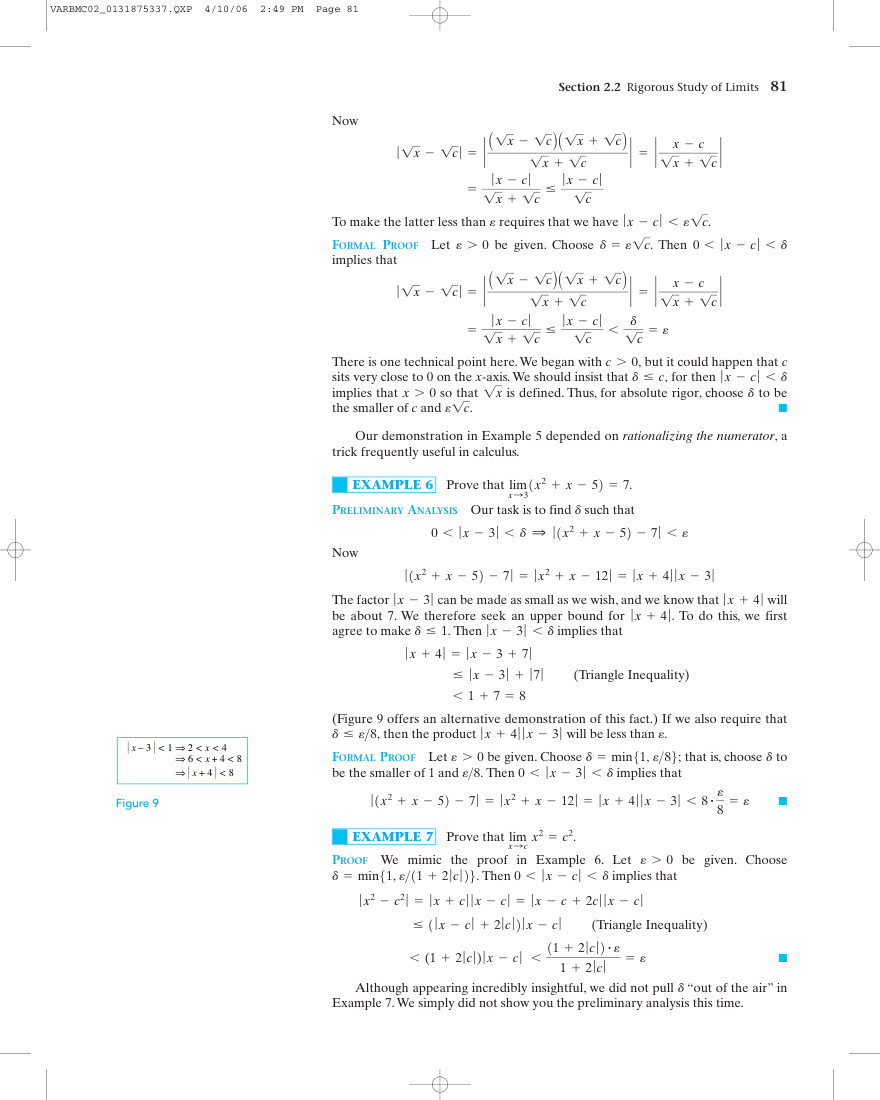 VARBMC02_0131875337.QXP 4/10/06 2:49 PM Page 81
Section 2.2 Rigorous Study of Limits 81
Now
|√x − √c| = |(√x − √c)(√x + √c) / (√x + √c)| = |(x − c) / (√x + √c)|
= |x − c| / (√x + √c) ≤ |x − c| / √c
To make the latter less than ε requires that we have |x − c| < ε√c.
FORMAL PROOF Let ε > 0 be given. Choose δ = ε√c. Then 0 < |x − c| < δ
implies that
|√x − √c| = |(√x − √c)(√x + √c) / (√x + √c)| = |(x − c) / (√x + √c)|
= |x − c| / (√x + √c) ≤ |x − c| / √c < δ / √c = ε
There is one technical point here. We began with c > 0, but it could happen that c
sits very close to 0 on the x-axis. We should insist that δ ≤ c, for then |x − c| < δ
implies that x > 0 so that √x is defined. Thus, for absolute rigor, choose δ to be
the smaller of c and ε√c. ■
Our demonstration in Example 5 depended on rationalizing the numerator, a
trick frequently useful in calculus.
EXAMPLE 6 Prove that lim x→3 (x² + x − 5) = 7.
PRELIMINARY ANALYSIS Our task is to find δ such that
0 < |x − 3| < δ ⇒ |(x² + x − 5) − 7| < ε
Now
|(x² + x − 5) − 7| = |x² + x − 12| = |x + 4||x − 3|
The factor |x − 3| can be made as small as we wish, and we know that |x + 4| will
be about 7. We therefore seek an upper bound for |x + 4|. To do this, we first
agree to make δ ≤ 1. Then |x − 3| < δ implies that
|x + 4| = |x − 3 + 7|
≤ |x − 3| + |7| (Triangle Inequality)
< 1 + 7 = 8
(Figure 9 offers an alternative demonstration of this fact.) If we also require that
δ ≤ ε/8, then the product |x + 4||x − 3| will be less than ε.
|x − 3| < 1 ⇒ 2 < x < 4
⇒ 6 < x + 4 < 8
⇒ |x + 4| < 8
Figure 9
FORMAL PROOF Let ε > 0 be given. Choose δ = min{1, ε/8}; that is, choose δ to
be the smaller of 1 and ε/8. Then 0 < |x − 3| < δ implies that
|(x² + x − 5) − 7| = |x² + x − 12| = |x + 4||x − 3| < 8 · ε/8 = ε ■
EXAMPLE 7 Prove that lim x→c x² = c².
PROOF We mimic the proof in Example 6. Let ε > 0 be given. Choose
δ = min{1, ε/(1 + 2|c|)}. Then 0 < |x − c| < δ implies that
|x² − c²| = |x + c||x − c| = |x − c + 2c||x − c|
≤ (|x − c| + 2|c|)|x − c| (Triangle Inequality)
< (1 + 2|c|)|x − c| < (1 + 2|c|) · ε / (1 + 2|c|) = ε ■
Although appearing incredibly insightful, we did not pull δ “out of the air” in
Example 7. We simply did not show you the preliminary analysis this time.